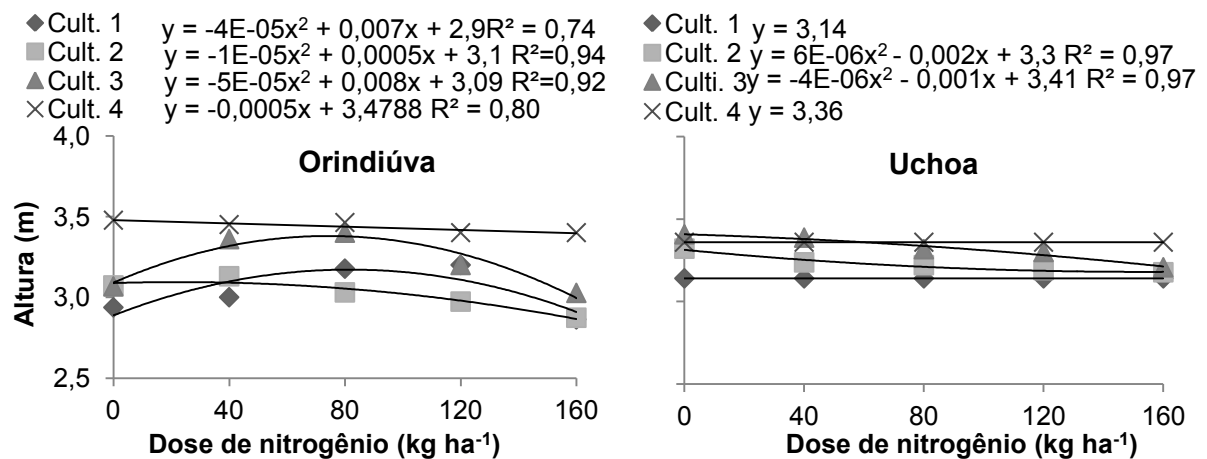 Cult. 1 y = -4E-05x² + 0,007x + 2,9R² = 0,74
Cult. 2 y = -1E-05x² + 0,0005x + 3,1 R²=0,94
Cult. 3 y = -5E-05x² + 0,008x + 3,09 R²=0,92
Cult. 4 y = -0,0005x + 3,4788 R² = 0,80
4,0
3,5
3,0
2,5
Altura (m)
Orindiúva
0 40 80 120 160
Dose de nitrogênio (kg ha⁻¹)
Cult. 1 y = 3,14
Cult. 2 y = 6E-06x² - 0,002x + 3,3 R² = 0,97
Culti. 3 y = -4E-06x² - 0,001x + 3,41 R² = 0,97
Cult. 4 y = 3,36
Uchoa
0 40 80 120 160
Dose de nitrogênio (kg ha⁻¹)